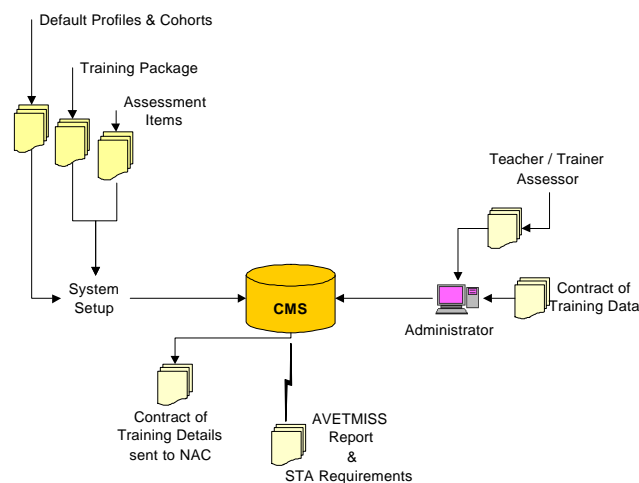 Default Profiles & Cohorts
Training Package
Assessment
Items
Teacher / Trainer
Assessor
System
Setup
CMS
Administrator
Contract of
Training Data
Contract of
Training Details
sent to NAC
AVETMISS
Report
&
STA Requirements